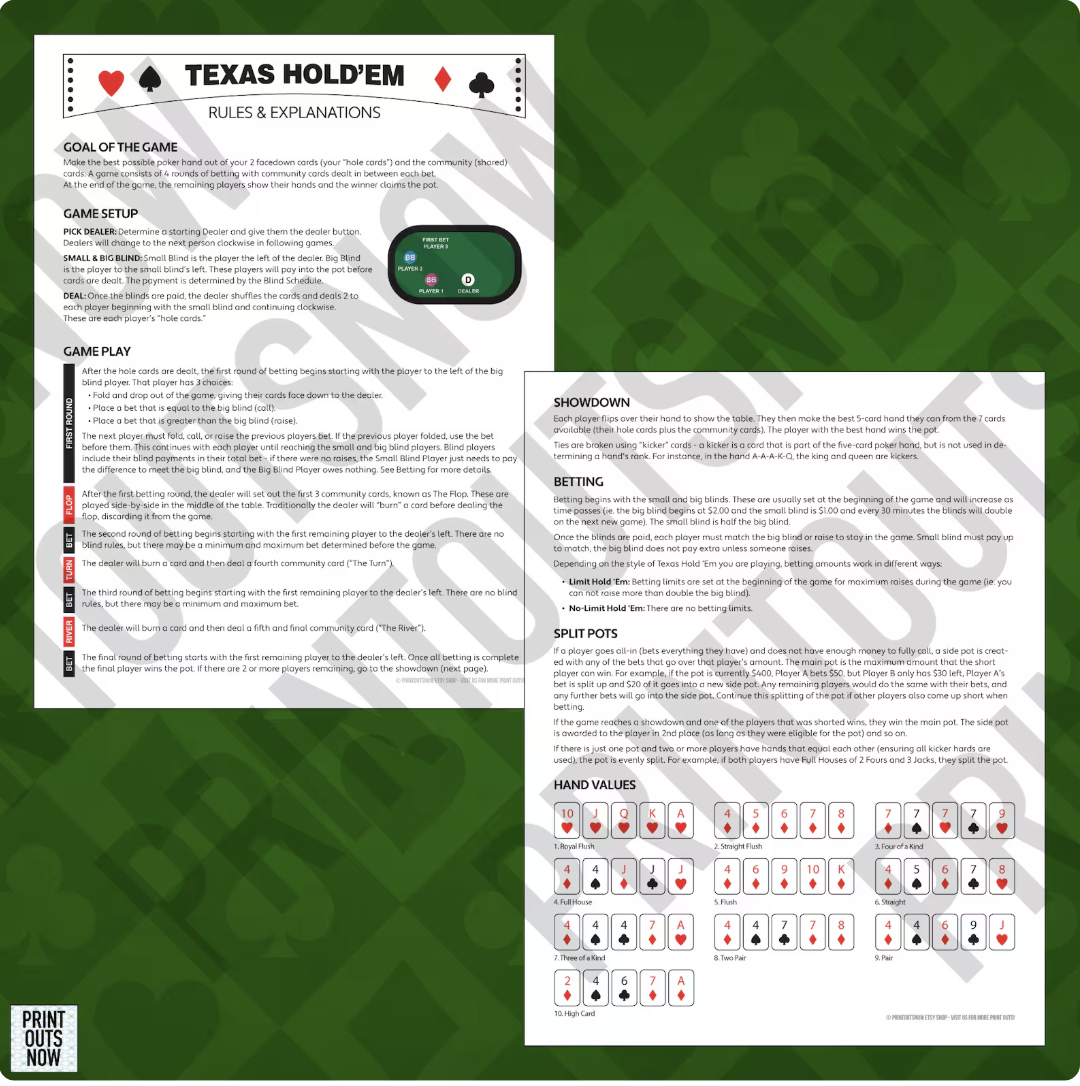 TEXAS HOLD'EM
RULES & EXPLANATIONS
GOAL OF THE GAME
Make the best possible poker hand out of your 2 facedown cards (your "hole cards") and the community (shared)
cards. A game consists of 4 rounds of betting with community cards dealt in between each bet.
At the end of the game, the remaining players show their hands and the winner claims the pot.
GAME SETUP
PICK DEALER: Determine a starting Dealer and give them the dealer button.
Dealers will change to the next person clockwise in following games.
SMALL & BIG BLIND: Small Blind is the player the left of the dealer. Big Blind
is the player to the small blind's left. These players will pay into the pot before
cards are dealt. The payment is determined by the Blind Schedule.
DEAL: Once the blinds are paid, the dealer shuffles the cards and deals 2 to
each player beginning with the small blind and continuing clockwise.
These are each player's "hole cards."
FIRST BET
PLAYER 3
BB
PLAYER 2
SB
PLAYER 1
D
DEALER
GAME PLAY
FIRST ROUND
After the hole cards are dealt, the first round of betting begins starting with the player to the left of the big
blind player. That player has 3 choices:
• Fold and drop out of the game, giving their cards face down to the dealer.
• Place a bet that is equal to the big blind (call).
• Place a bet that is greater than the big blind (raise).
The next player must fold, call, or raise the previous players bet. If the previous player folded, use the bet
before them. This continues with each player until reaching the small and big blind players. Blind players
include their blind payments in their total bet - if there were no raises, the Small Blind Player just needs to pay
the difference to meet the big blind, and the Big Blind Player owes nothing. See Betting for more details.
FLOP
After the first betting round, the dealer will set out the first 3 community cards, known as The Flop. These are
played side-by-side in the middle of the table. Traditionally the dealer will "burn" a card before dealing the
flop, discarding it from the game.
BET
The second round of betting begins starting with the first remaining player to the dealer's left. There are no
blind rules, but there may be a minimum and maximum bet determined before the game.
TURN
The dealer will burn a card and then deal a fourth community card ("The Turn").
BET
The third round of betting begins starting with the first remaining player to the dealer's left. There are no blind
rules, but there may be a minimum and maximum bet.
RIVER
The dealer will burn a card and then deal a fifth and final community card ("The River").
BET
The final round of betting starts with the first remaining player to the dealer's left. Once all betting is complete
the final player wins the pot. If there are 2 or more players remaining, go to the showdown (next page).
© PRINTOUTSNOW ETSY SHOP - VISIT US FOR MORE PRINT OUTS
SHOWDOWN
Each player flips over their hand to show the table. They then make the best 5-card hand they can from the 7 cards
available (their hole cards plus the community cards). The player with the best hand wins the pot.
Ties are broken using "kicker" cards - a kicker is a card that is part of the five-card poker hand, but is not used in de-
termining a hand's rank. For instance, in the hand A-A-A-K-Q, the king and queen are kickers.
BETTING
Betting begins with the small and big blinds. These are usually set at the beginning of the game and will increase as
time passes (ie. the big blind begins at $2.00 and the small blind is $1.00 and every 30 minutes the blinds will double
on the next new game). The small blind is half the big blind.
Once the blinds are paid, each player must match the big blind or raise to stay in the game. Small blind must pay up
to match, the big blind does not pay extra unless someone raises.
Depending on the style of Texas Hold 'Em you are playing, betting amounts work in different ways:
• Limit Hold 'Em: Betting limits are set at the beginning of the game for maximum raises during the game (ie. you
can not raise more than double the big blind).
• No-Limit Hold 'Em: There are no betting limits.
SPLIT POTS
If a player goes all-in (bets everything they have) and does not have enough money to fully call, a side pot is creat-
ed with any of the bets that go over that player's amount. The main pot is the maximum amount that the short
player can win. For example, if the pot is currently $400, Player A bets $50, but Player B only has $30 left, Player A's
bet is split up and $20 of it goes into a new side pot. Any remaining players would do the same with their bets, and
any further bets will go into the side pot. Continue this splitting of the pot if other players also come up short when
betting.
If the game reaches a showdown and one of the players that was shorted wins, they win the main pot. The side pot
is awarded to the player in 2nd place (as long as they were eligible for the pot) and so on.
If there is just one pot and two or more players have hands that equal each other (ensuring all kicker hards are
used), the pot is evenly split. For example, if both players have Full Houses of 2 Fours and 3 Jacks, they split the pot.
HAND VALUES
10 J Q K A
1. Royal Flush
4 5 6 7 8
2. Straight Flush
7 7 7 7 9
3. Four of a Kind
4 4 J J J
4. Full House
4 6 9 10 K
5. Flush
4 5 6 7 8
6. Straight
4 4 4 7 A
7. Three of a Kind
4 4 7 7 8
8. Two Pair
4 4 6 9 J
9. Pair
2 4 6 7 A
10. High Card
© PRINTOUTSNOW ETSY SHOP - VISIT US FOR MORE PRINT OUTS!
PRINT
OUTS
NOW
PRINTOUTSNOW